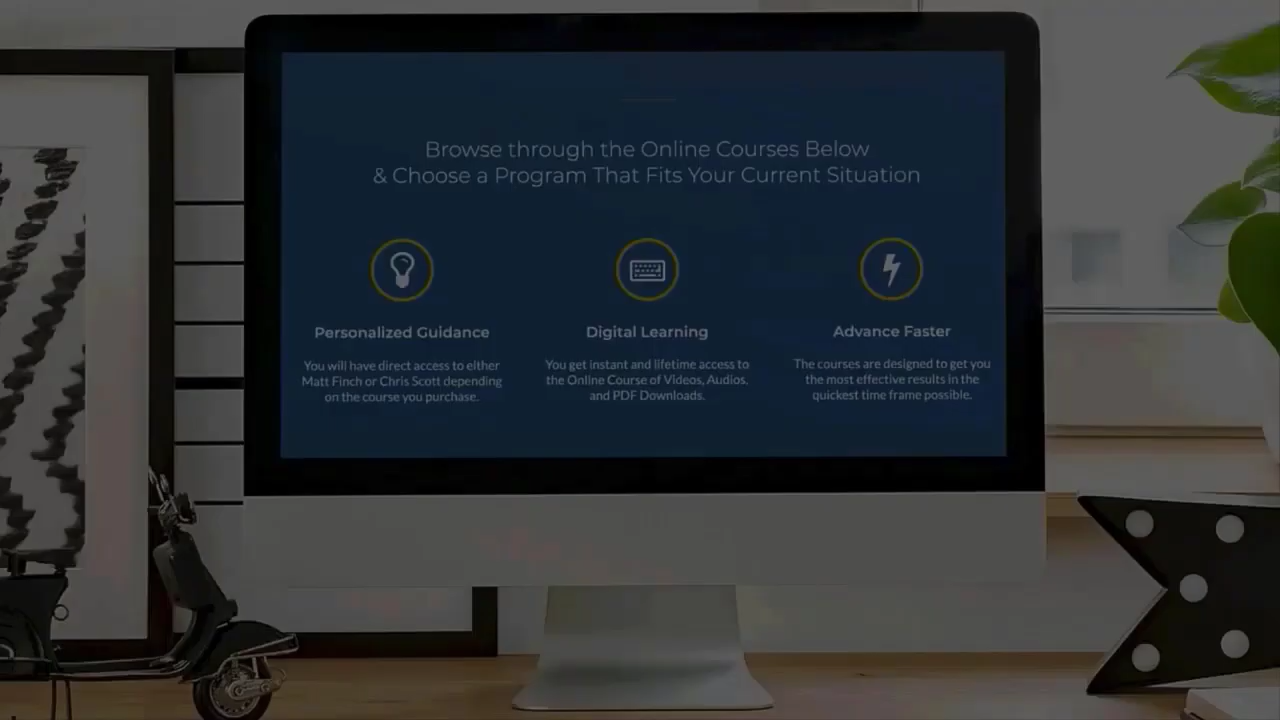 Browse through the Online Courses Below
& Choose a Program That Fits Your Current Situation
Personalized Guidance
You will have direct access to either
Matt Finch or Chris Scott depending
on the course you purchase.
Digital Learning
You get instant and lifetime access to
the Online Course of Videos, Audios,
and PDF Downloads.
Advance Faster
The courses are designed to get you
the most effective results in the
quickest time frame possible.